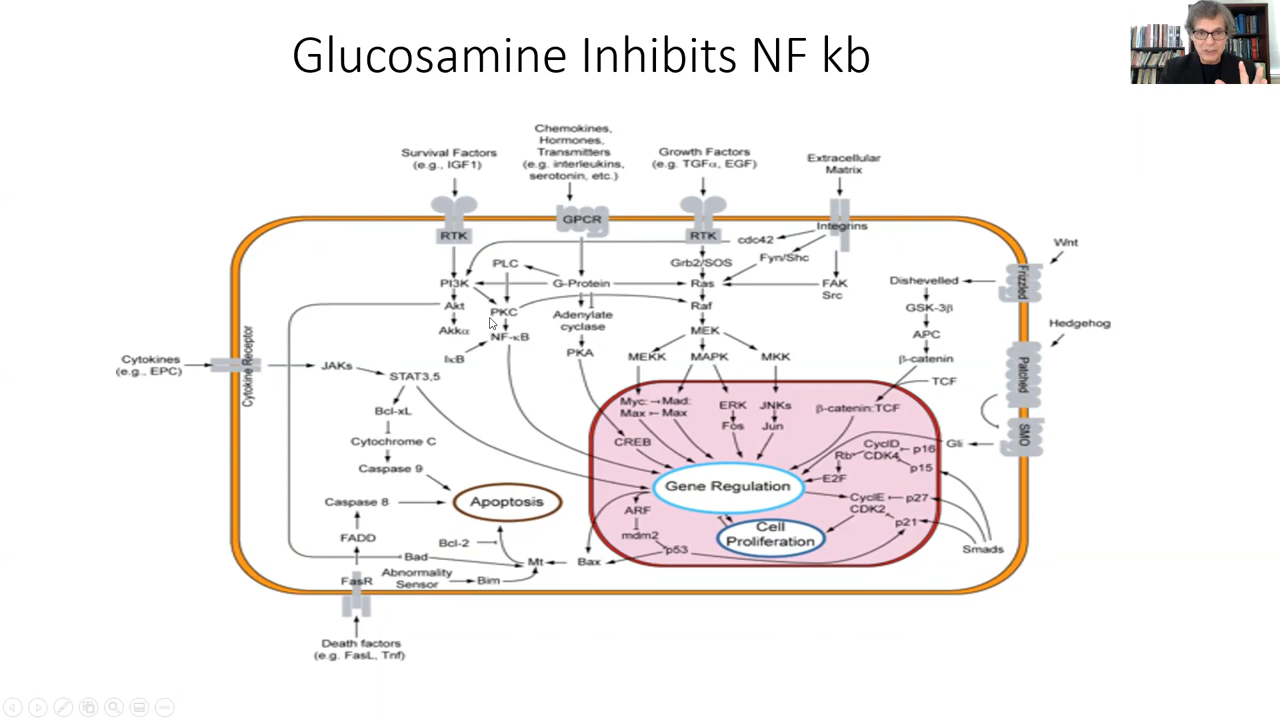 Glucosamine Inhibits NF kb
Chemokines,
Hormones,
Transmitters
(e.g. interleukins,
serotonin, etc.)
Survival Factors
(e.g., IGF1)
Growth Factors
(e.g. TGFα, EGF)
Extracellular
Matrix
RTK
GPCR
RTK
Integrins
cdc42
Wnt
PLC
Grb2/SOS
Fyn/Shc
Frizzled
PI3K
G-Protein
Ras
FAK
Src
Dishevelled
Akt
PKC
Adenylate
cyclase
Raf
GSK-3β
Akkα
NF-κB
MEK
APC
Hedgehog
IκB
PKA
MEKK
MAPK
MKK
β-catenin
TCF
Patched
Cytokines
(e.g., EPC)
Cytokine Receptor
JAKs
STAT3,5
Myc: → Mad:
Max ← Max
ERK
JNKs
β-catenin:TCF
Fos
Jun
Bcl-xL
Cytochrome C
Caspase 9
CREB
CycID
CDK4
p16
p15
Rb
E2F
Gli
SMO
Gene Regulation
CyclE
CDK2
p27
p21
Apoptosis
Caspase 8
ARF
mdm2
p53
Cell
Proliferation
Smads
FADD
Bcl-2
Bad
Mt
Bax
FasR
Abnormality
Sensor
Bim
Death factors
(e.g. FasL, Tnf)